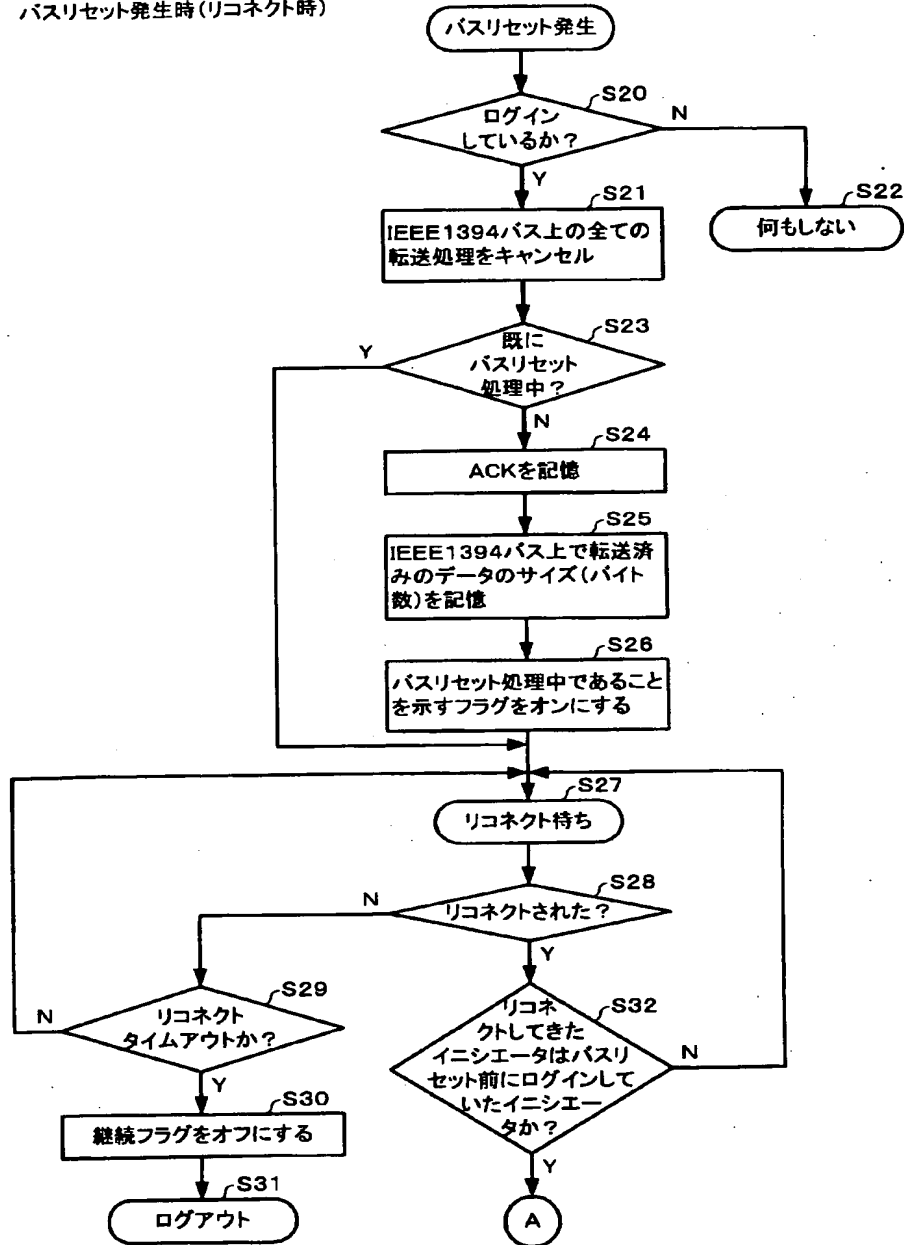 バスリセット発生時(リコネクト時)
バスリセット発生
S20
ログイン
しているか?
N
Y
S21
IEEE1394バス上の全ての
転送処理をキャンセル
S22
何もしない
S23
既に
バスリセット
処理中?
Y
N
S24
ACKを記憶
S25
IEEE1394バス上で転送済
みのデータのサイズ(バイト
数)を記憶
S26
バスリセット処理中であること
を示すフラグをオンにする
S27
リコネクト待ち
S28
リコネクトされた?
N
Y
S29
リコネクト
タイムアウトか?
N
Y
S30
継続フラグをオフにする
S31
ログアウト
S32
リコネ
クトしてきた
イニシエータはバスリ
セット前にログインして
いたイニシエー
タか?
N
Y
A